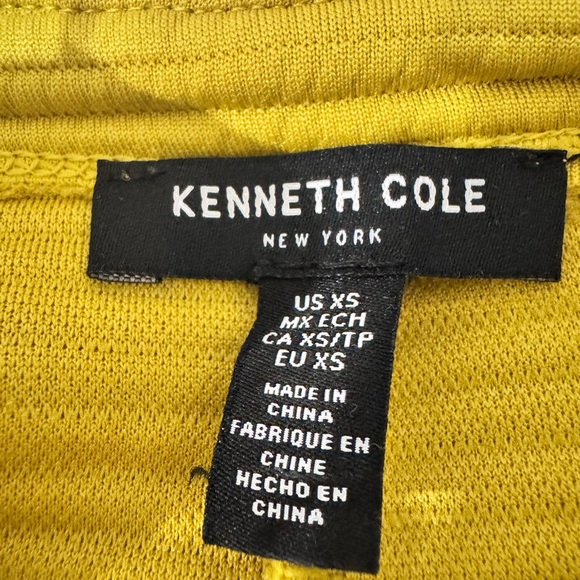 KENNETH COLE
NEW YORK
US XS
MX ECH
CA XS/TP
EU XS
MADE IN
CHINA
FABRIQUE EN
CHINE
HECHO EN
CHINA